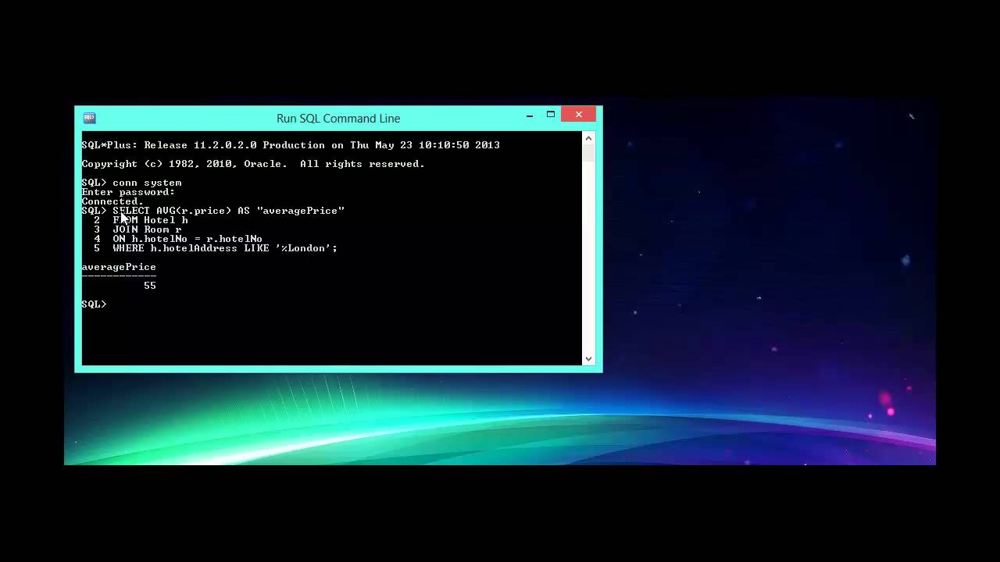 Run SQL Command Line
SQL*Plus: Release 11.2.0.2.0 Production on Thu May 23 10:10:50 2013
Copyright (c) 1982, 2010, Oracle.  All rights reserved.
SQL> conn system
Enter password:
Connected.
SQL> SELECT AVG(r.price) AS "averagePrice"
  2  FROM Hotel h
  3  JOIN Room r
  4  ON h.hotelNo = r.hotelNo
  5  WHERE h.hotelAddress LIKE '%London';
averagePrice
------------
          55
SQL>